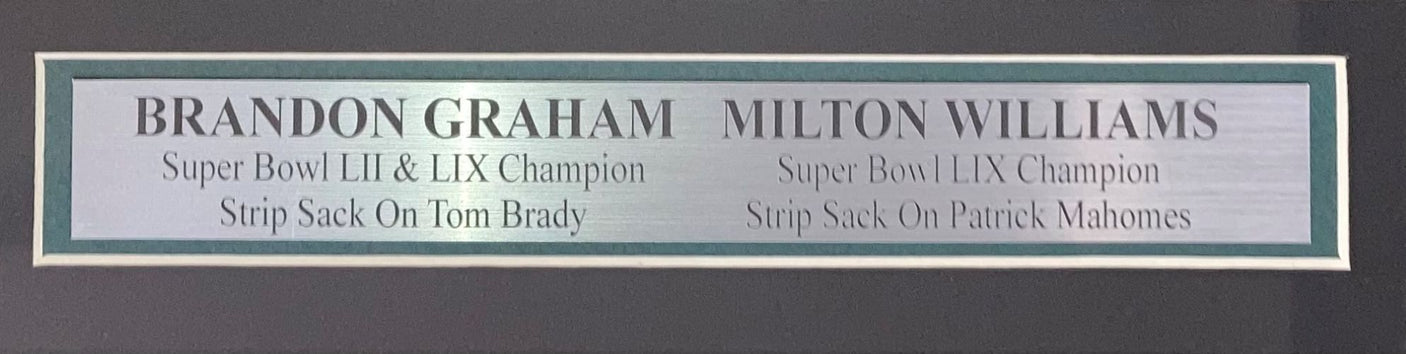 BRANDON GRAHAM
Super Bowl LII & LIX Champion
Strip Sack On Tom Brady
MILTON WILLIAMS
Super Bowl LIX Champion
Strip Sack On Patrick Mahomes